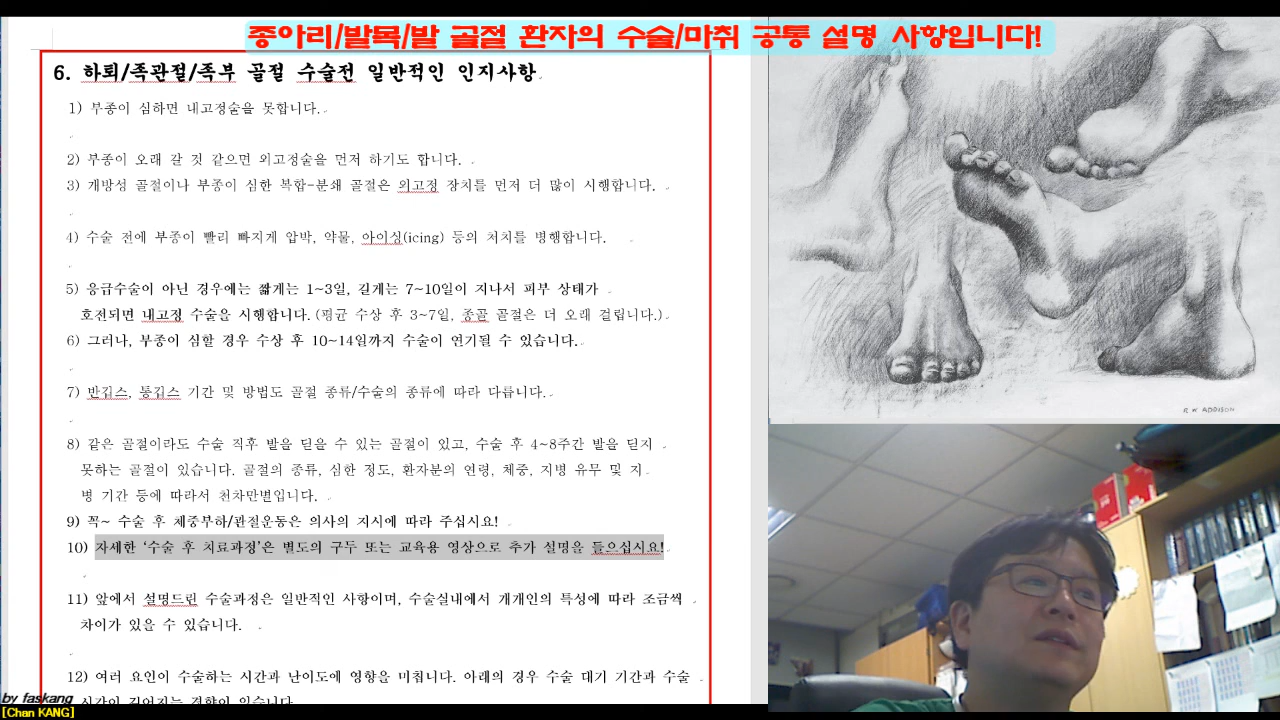 종아리/발목/발 골절 환자의 수술/마취 공통 설명 사항입니다!
6. 하퇴/족관절/족부 골절 수술전 일반적인 인지사항
1) 부종이 심하면 내고정술을 못합니다.
2) 부종이 오래 갈 것 같으면 외고정술을 먼저 하기도 합니다.
3) 개방성 골절이나 부종이 심한 복합-분쇄 골절은 외고정 장치를 먼저 더 많이 시행합니다.
4) 수술 전에 부종이 빨리 빠지게 압박, 약물, 아이싱(icing) 등의 처치를 병행합니다.
5) 응급수술이 아닌 경우에는 짧게는 1~3일, 길게는 7~10일이 지나서 피부 상태가
호전되면 내고정 수술을 시행합니다. (평균 수상 후 3~7일, 종골 골절은 더 오래 걸립니다.)
6) 그러나, 부종이 심할 경우 수상 후 10~14일까지 수술이 연기될 수 있습니다.
7) 반깁스, 통깁스 기간 및 방법도 골절 종류/수술의 종류에 따라 다릅니다.
8) 같은 골절이라도 수술 직후 발을 딛을 수 있는 골절이 있고, 수술 후 4~8주간 발을 딛지
못하는 골절이 있습니다. 골절의 종류, 심한 정도, 환자분의 연령, 체중, 지병 유무 및 지
병 기간 등에 따라서 천차만별입니다.
9) 꼭~ 수술 후 체중부하/관절운동은 의사의 지시에 따라 주십시요!
10) 자세한 '수술 후 치료과정'은 별도의 구두 또는 교육용 영상으로 추가 설명을 들으십시요!
11) 앞에서 설명드린 수술과정은 일반적인 사항이며, 수술실내에서 개개인의 특성에 따라 조금씩
차이가 있을 수 있습니다.
12) 여러 요인이 수술하는 시간과 난이도에 영향을 미칩니다. 아래의 경우 수술 대기 기간과 수술
시간이 길어지는 경향이 있습니다.
R W ADDISON
by faskang
[Chan KANG]